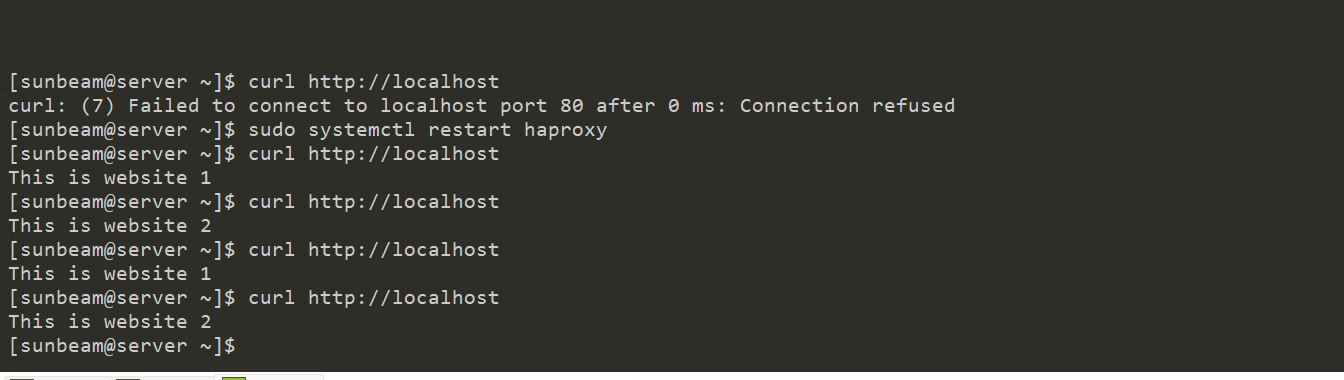 [sunbeam@server ~]$ curl http://localhost
curl: (7) Failed to connect to localhost port 80 after 0 ms: Connection refused
[sunbeam@server ~]$ sudo systemctl restart haproxy
[sunbeam@server ~]$ curl http://localhost
This is website 1
[sunbeam@server ~]$ curl http://localhost
This is website 2
[sunbeam@server ~]$ curl http://localhost
This is website 1
[sunbeam@server ~]$ curl http://localhost
This is website 2
[sunbeam@server ~]$